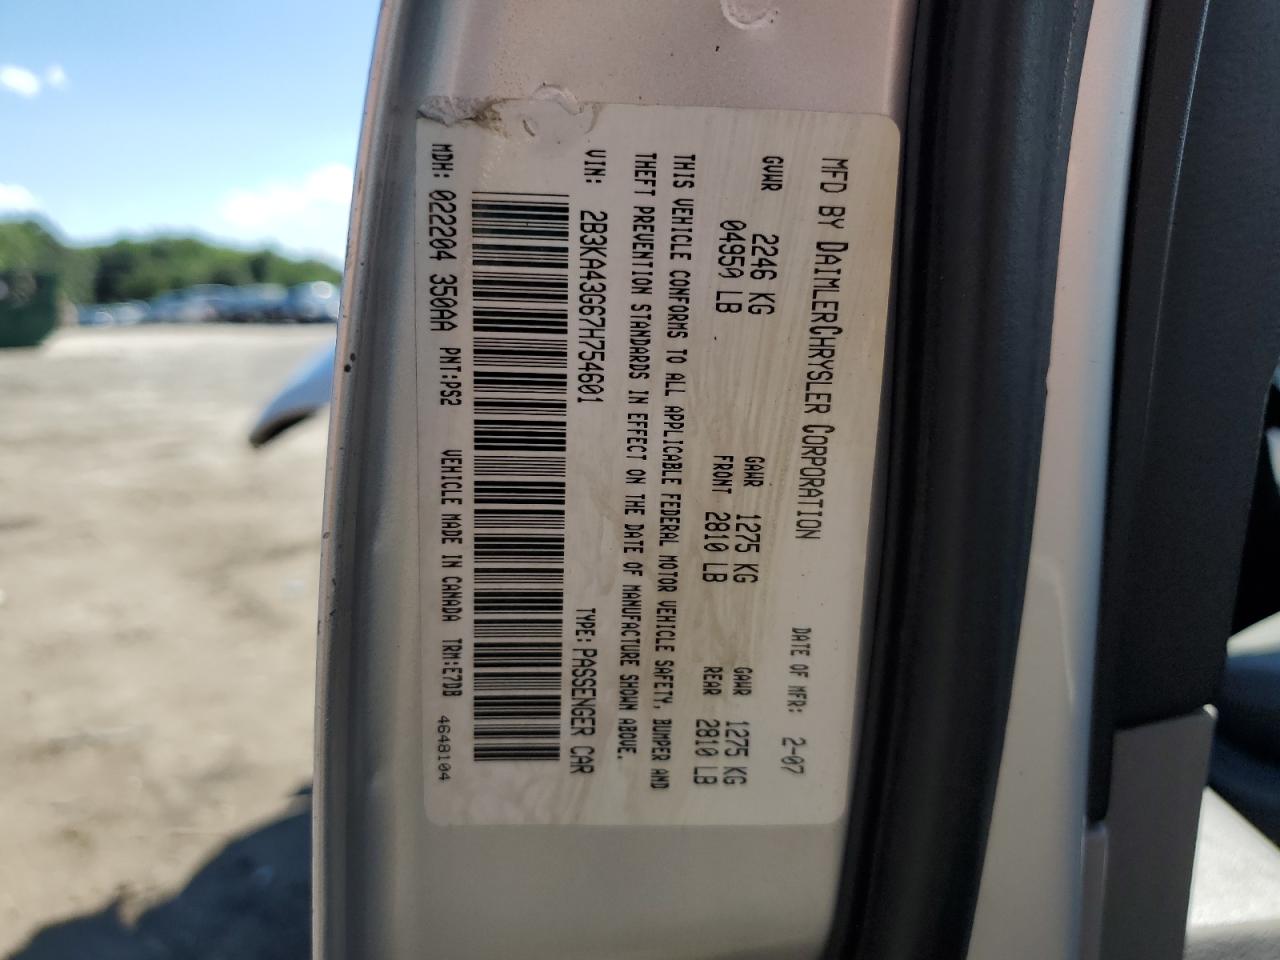 MFD BY DAIMLERCHRYSLER CORPORATION DATE OF MFR: 2-07
GVWR 2246 KG GAWR 1275 KG GAWR 1275 KG
04950 LB FRONT 2810 LB REAR 2810 LB
THIS VEHICLE CONFORMS TO ALL APPLICABLE FEDERAL MOTOR VEHICLE SAFETY, BUMPER AND
THEFT PREVENTION STANDARDS IN EFFECT ON THE DATE OF MANUFACTURE SHOWN ABOVE.
VIN: 2B3KA43G67H754601 TYPE: PASSENGER CAR
MDH: 022204 350AA PNT:PS2 VEHICLE MADE IN CANADA TRM:E7DB 4648104